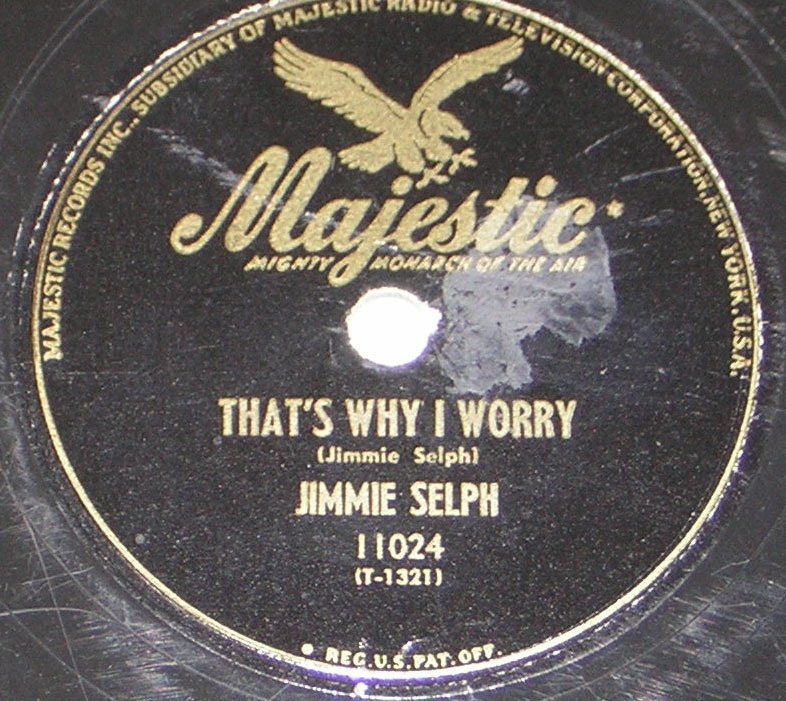 MAJESTIC RECORDS INC., SUBSIDIARY OF MAJESTIC RADIO & TELEVISION CORPORATION, NEW YORK, U.S.A.
Majestic
MIGHTY MONARCH OF THE AIR
THAT'S WHY I WORRY
(Jimmie Selph)
JIMMIE SELPH
11024
(T-1321)
• REG. U.S. PAT. OFF.